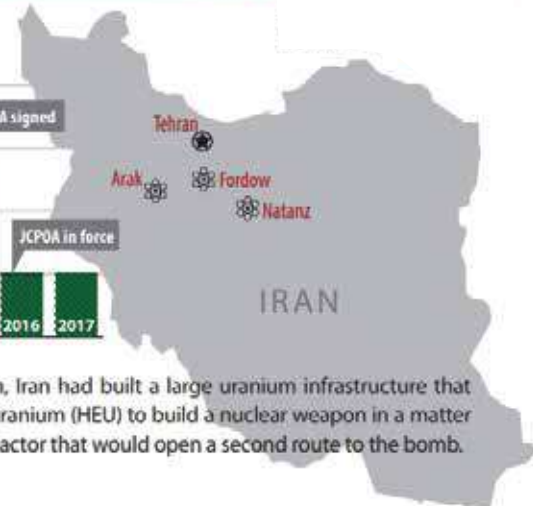 A signed
Tehran
Arak
Fordow
Natanz
JCPOA in force
IRAN
2016
2017
, Iran had built a large uranium infrastructure that
uranium (HEU) to build a nuclear weapon in a matter
actor that would open a second route to the bomb.